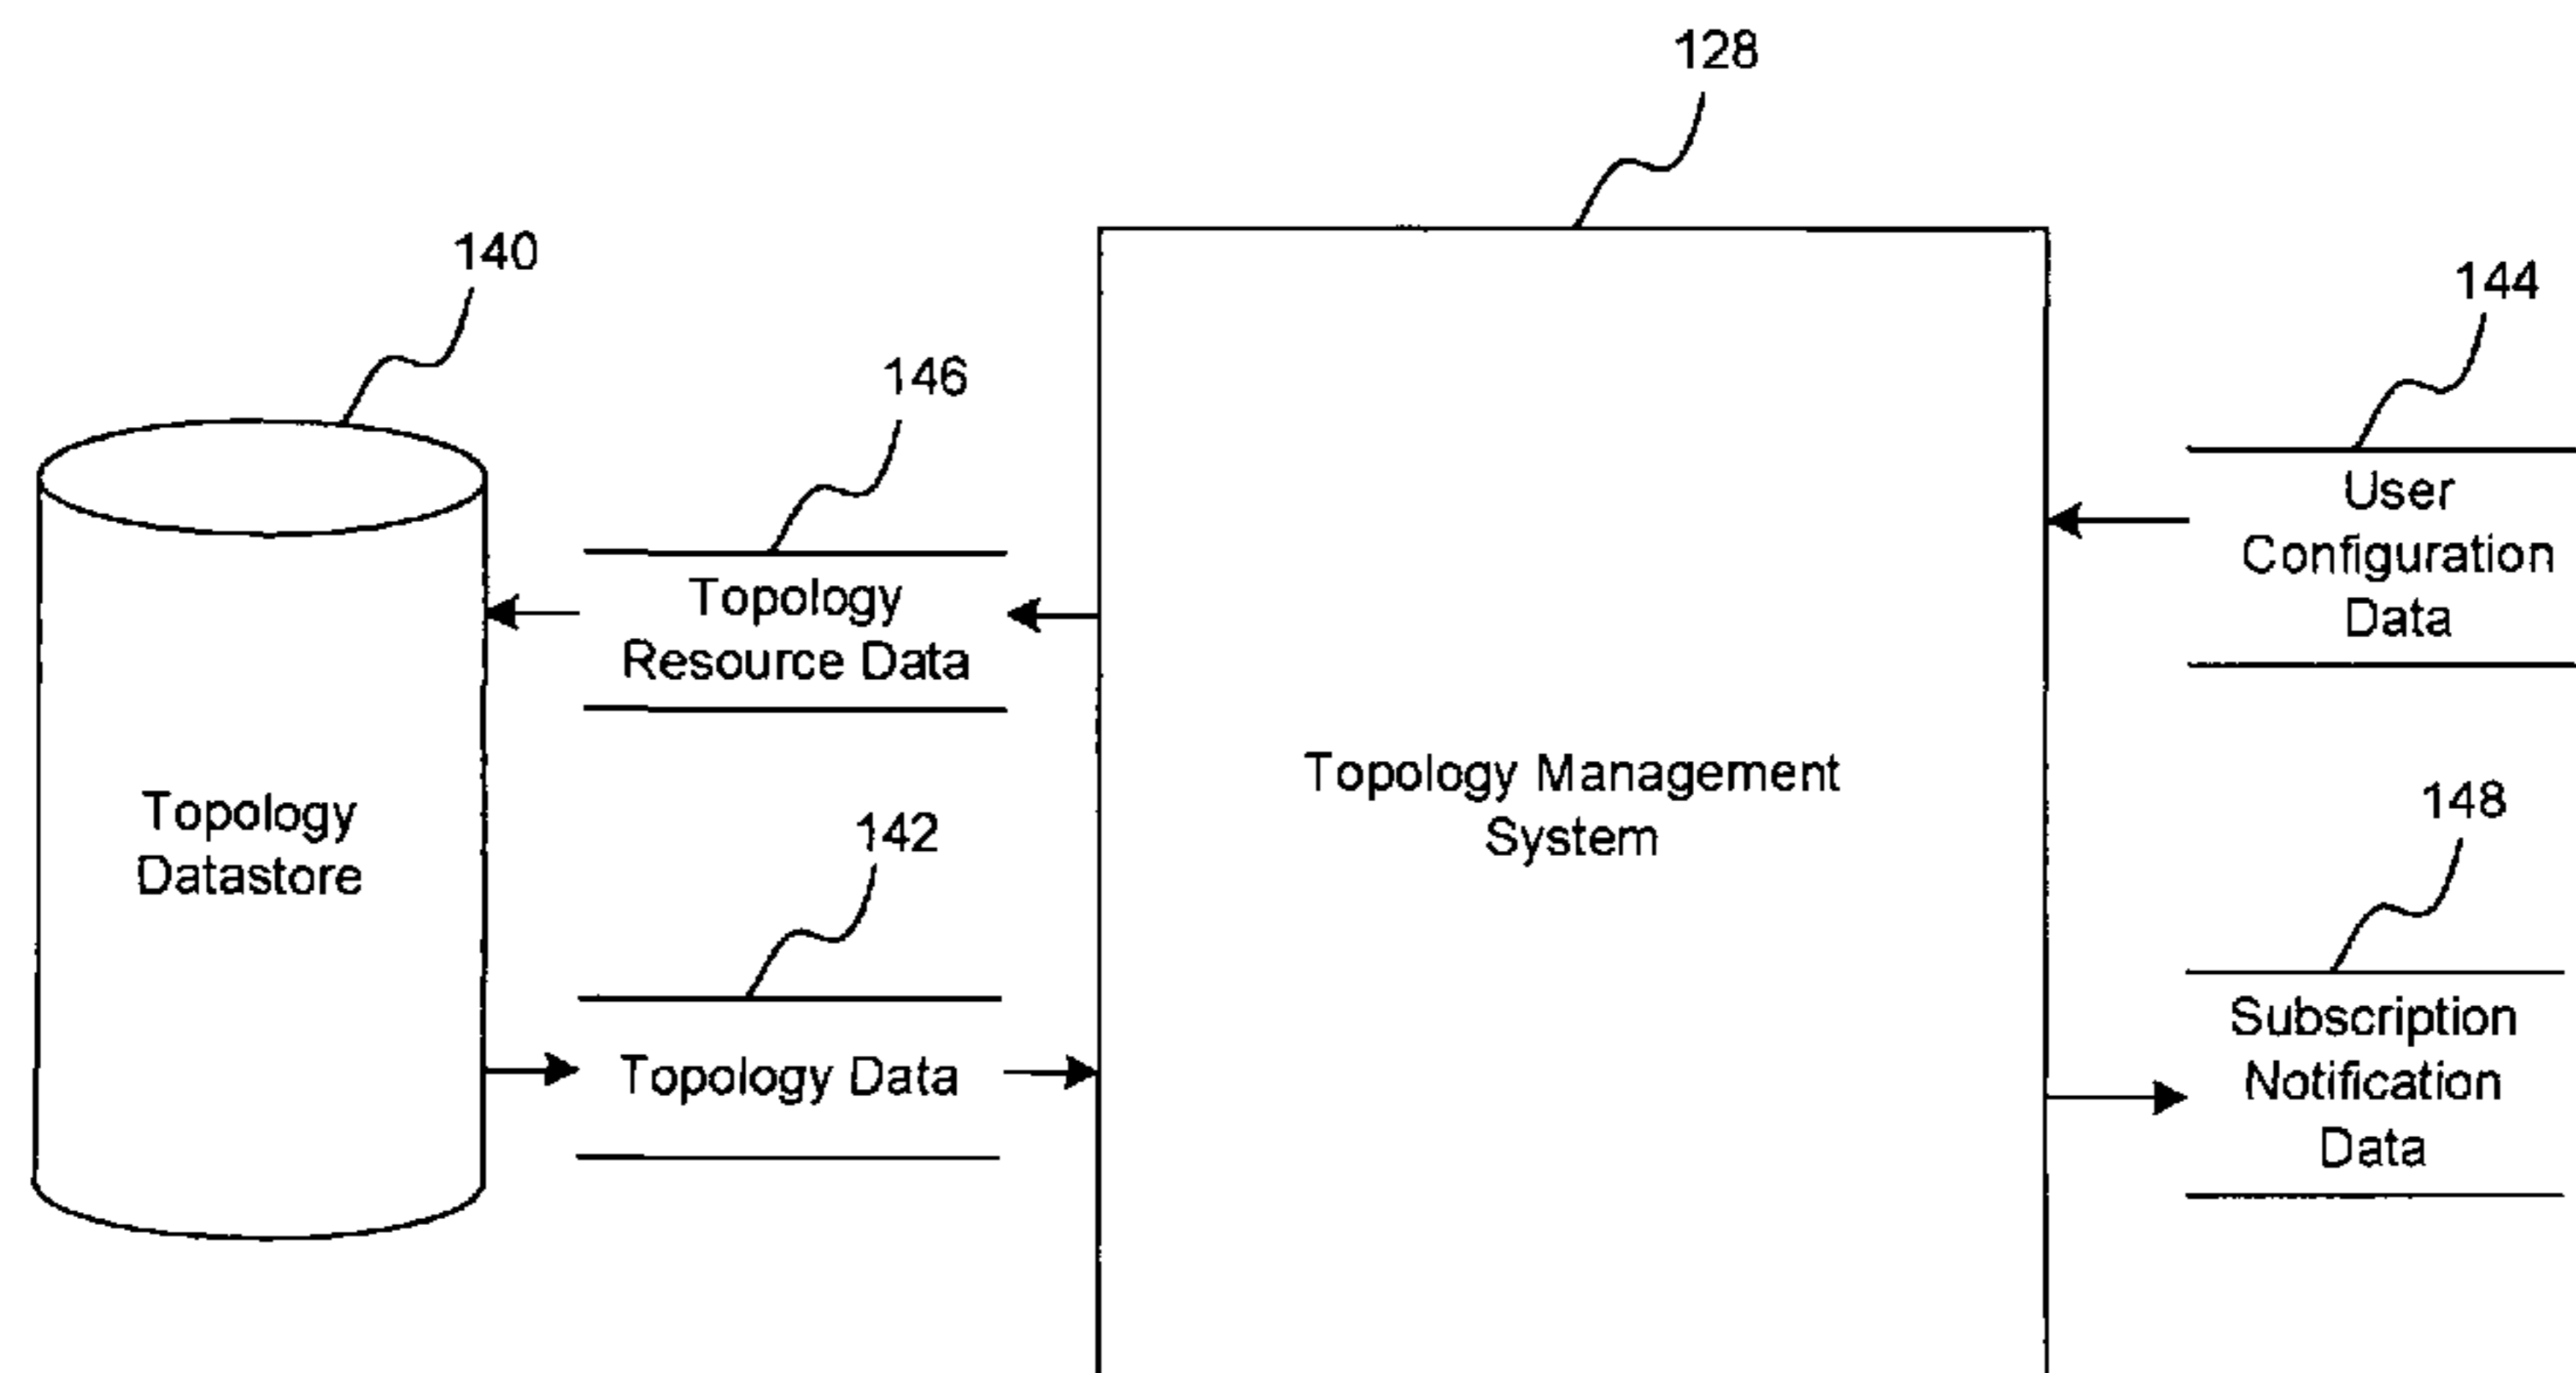 128
140
146
144
User
Configuration
Data
Topology
Resource Data
Topology Management
System
Topology
Datastore
142
148
Topology Data
Subscription
Notification
Data